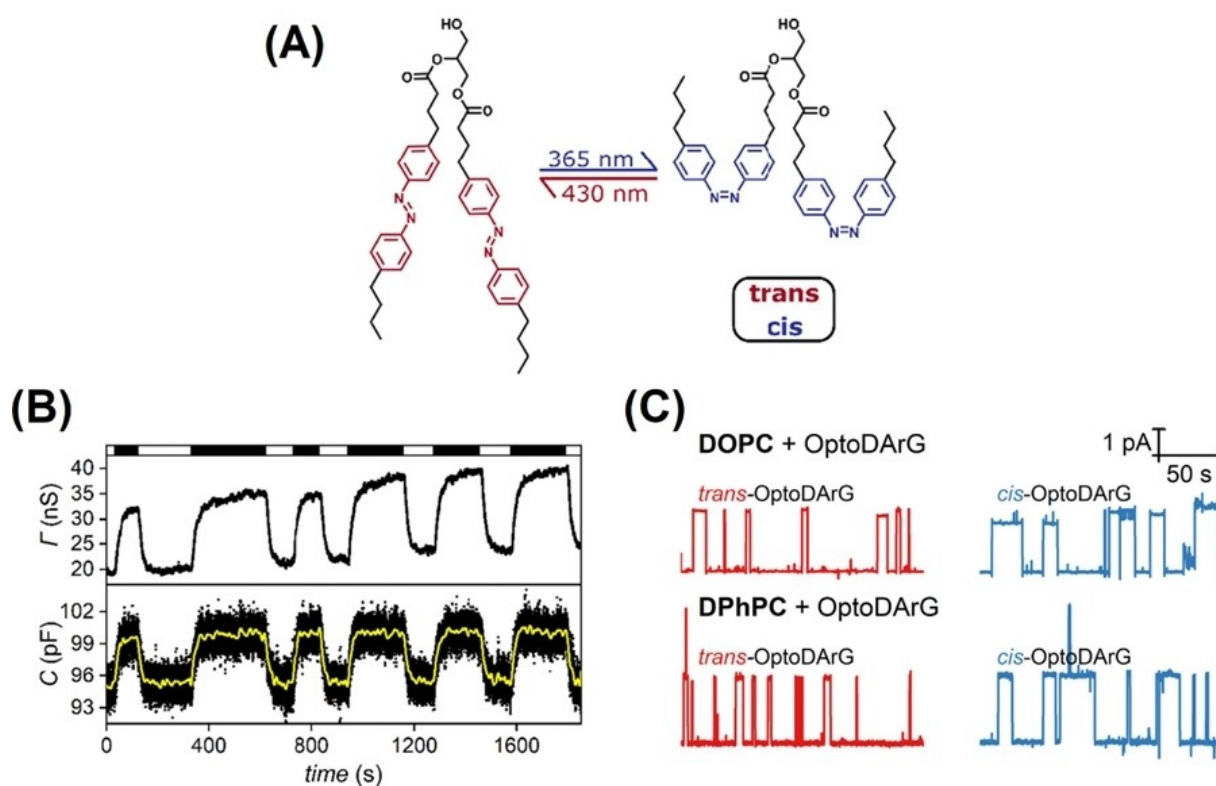 (A)
HO
O
O
O
O
N
N
N
N
365 nm
430 nm
HO
O
O
O
O
N=N
N=N
trans
cis
(B)
Γ (nS)
40
35
30
25
20
C (pF)
102
99
96
93
0 400 800 1200 1600
time (s)
(C)
DOPC + OptoDArG
1 pA
50 s
trans-OptoDArG
cis-OptoDArG
DPhPC + OptoDArG
trans-OptoDArG
cis-OptoDArG